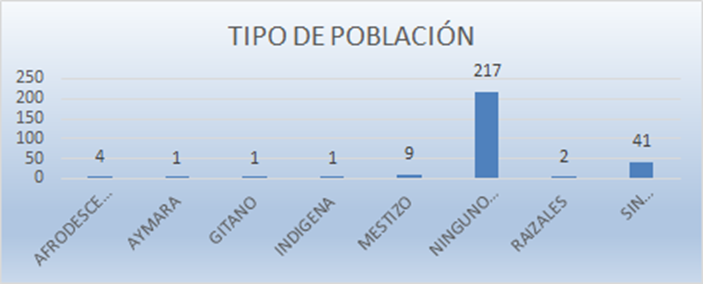 TIPO DE POBLACIÓN
250
200
150
100
50
0
4
1
1
1
9
217
2
41
AFRODESCE...
AYMARA
GITANO
INDIGENA
MESTIZO
NINGUNO...
RAIZALES
SIN...